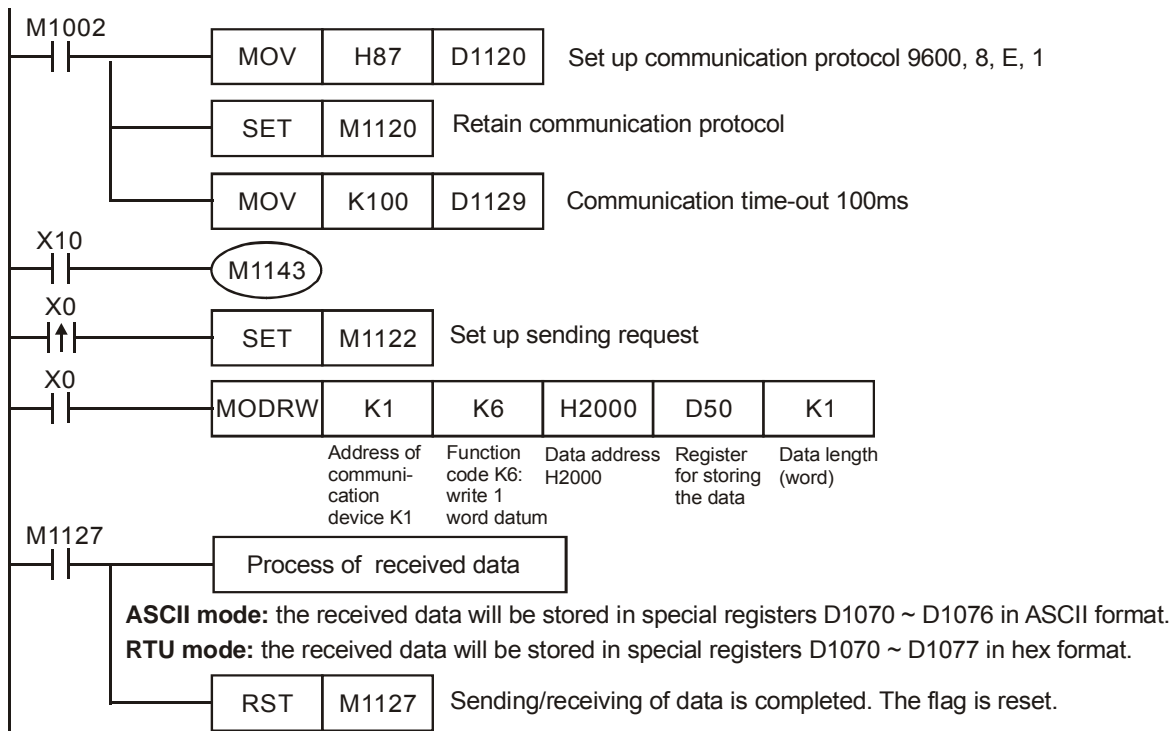 M1002
MOV H87 D1120 Set up communication protocol 9600, 8, E, 1
SET M1120 Retain communication protocol
MOV K100 D1129 Communication time-out 100ms
X10
M1143
X0
SET M1122 Set up sending request
X0
MODRW K1 K6 H2000 D50 K1
Address of Function Data address Register Data length
communi- code K6: H2000 for storing (word)
cation write 1 the data
device K1 word datum
M1127
Process of received data
ASCII mode: the received data will be stored in special registers D1070 ~ D1076 in ASCII format.
RTU mode: the received data will be stored in special registers D1070 ~ D1077 in hex format.
RST M1127 Sending/receiving of data is completed. The flag is reset.